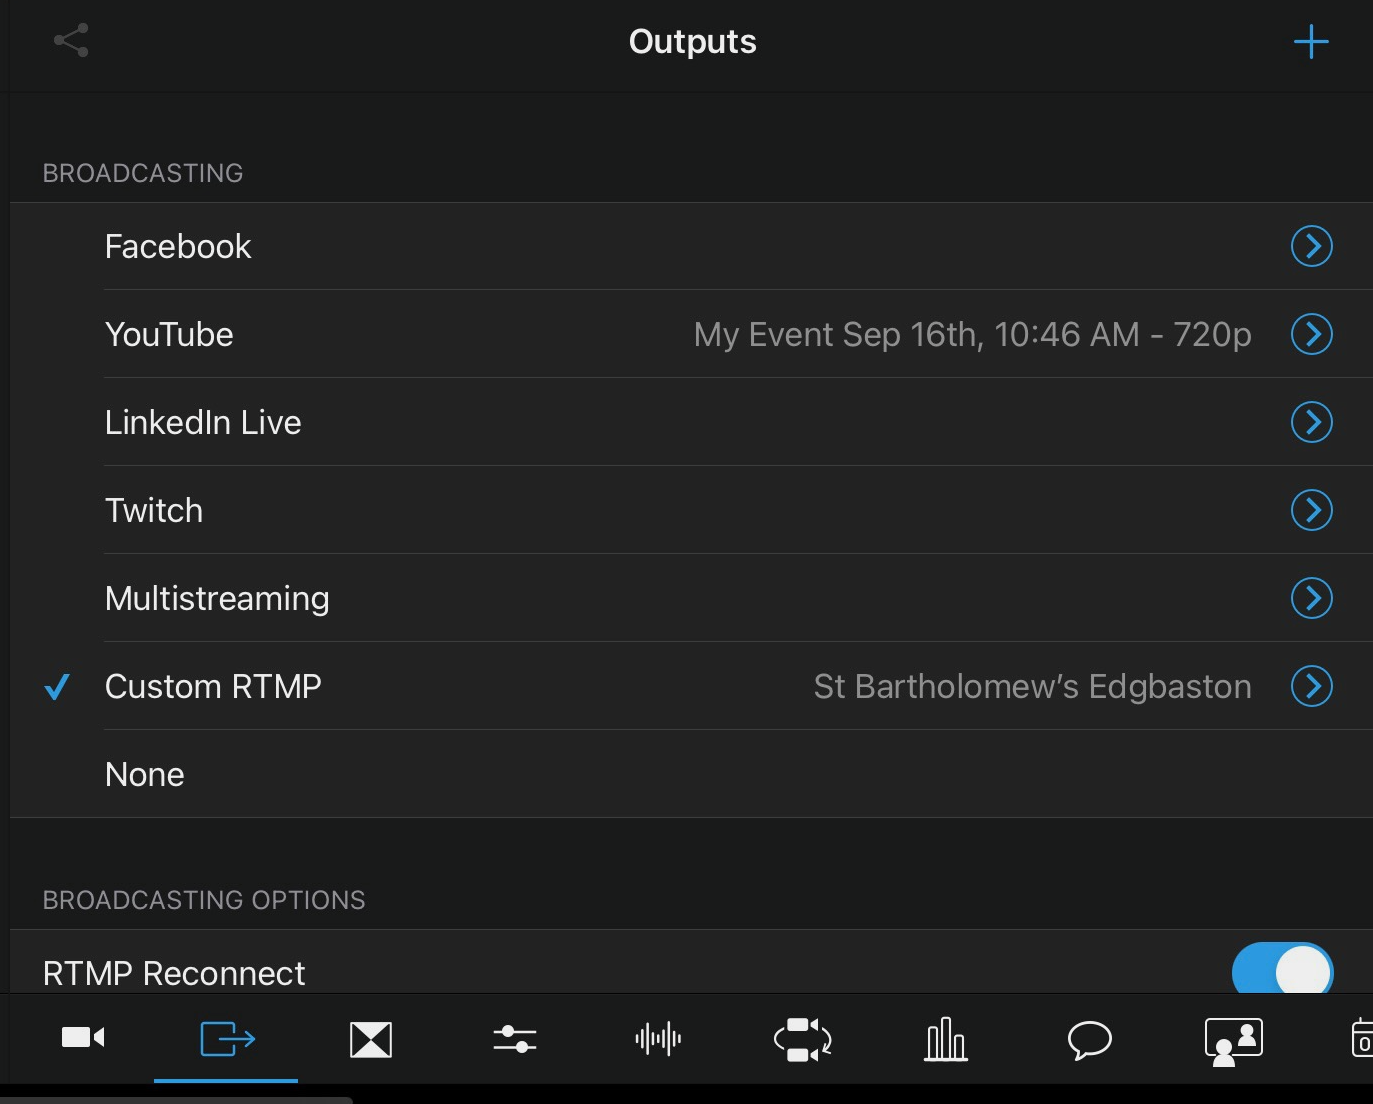 Outputs
BROADCASTING
Facebook
YouTube My Event Sep 16th, 10:46 AM - 720p
LinkedIn Live
Twitch
Multistreaming
Custom RTMP St Bartholomew's Edgbaston
None
BROADCASTING OPTIONS
RTMP Reconnect
0